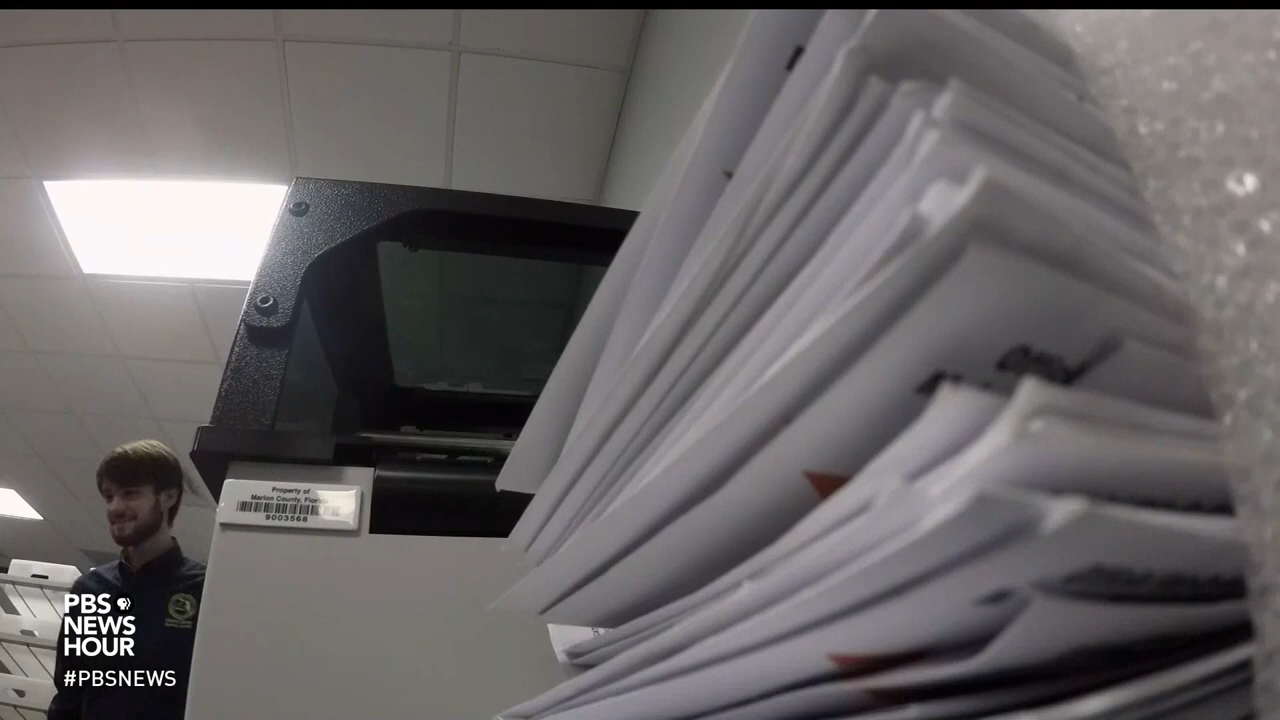 Property of
Marion County, Florida
9003568
PBS
NEWS
HOUR
#PBSNEWS